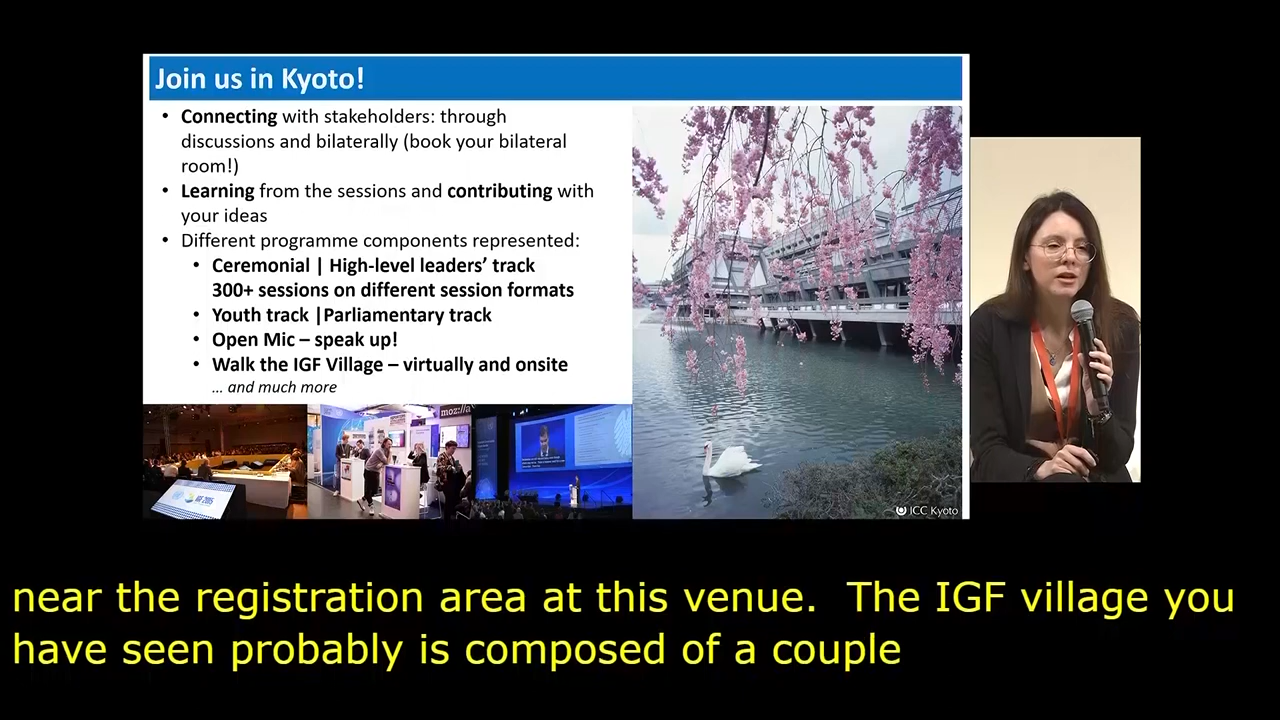 Join us in Kyoto!
• Connecting with stakeholders: through
discussions and bilaterally (book your bilateral
room!)
• Learning from the sessions and contributing with
your ideas
• Different programme components represented:
• Ceremonial | High-level leaders’ track
300+ sessions on different session formats
• Youth track |Parliamentary track
• Open Mic – speak up!
• Walk the IGF Village – virtually and onsite
... and much more
moz://a
IGF 2015
ICC Kyoto
near the registration area at this venue.  The IGF village you
have seen probably is composed of a couple